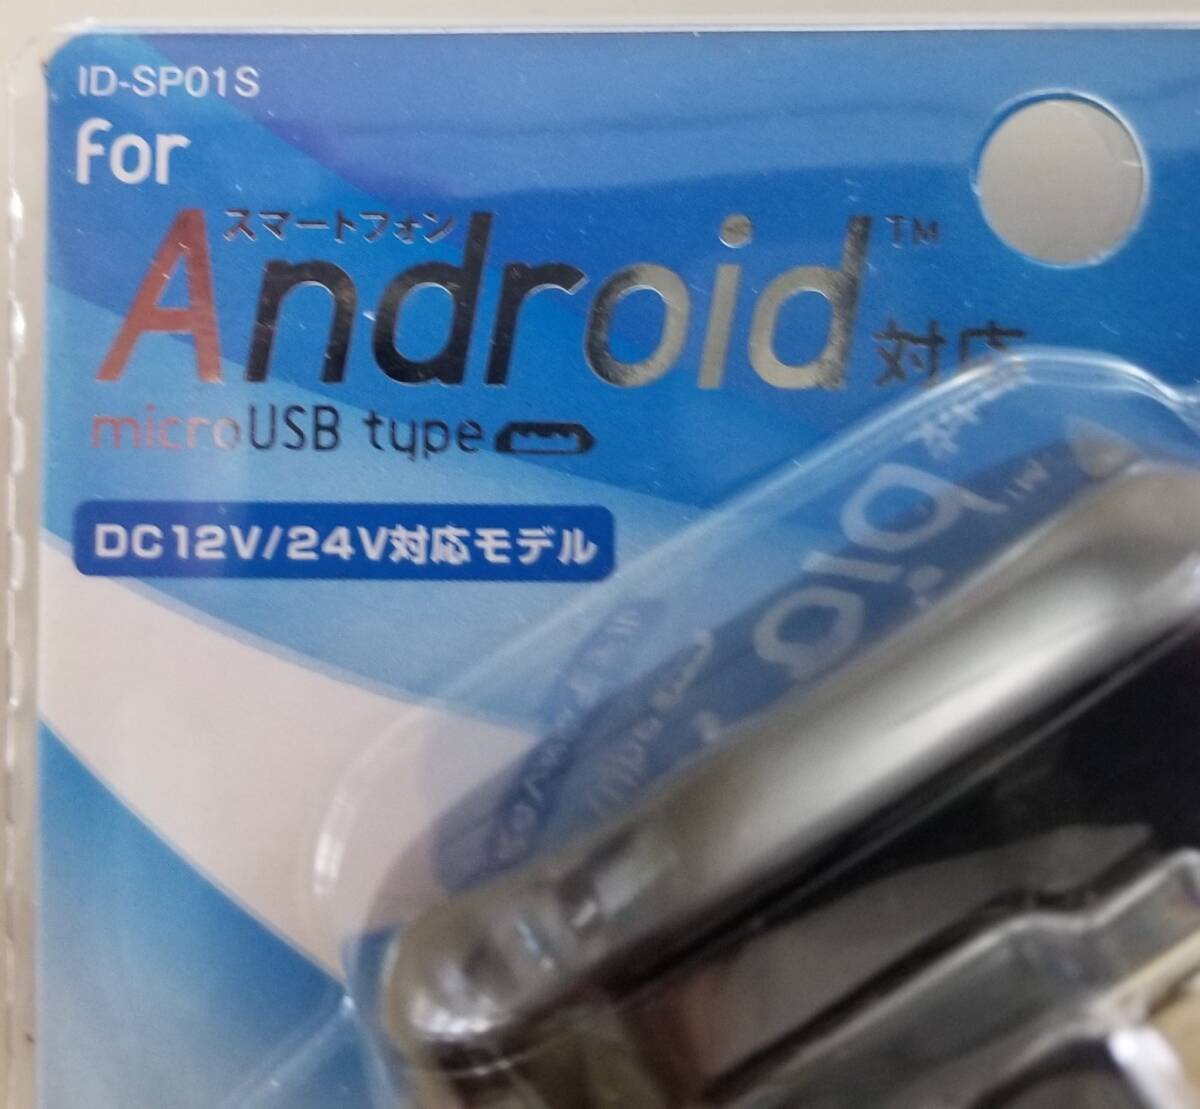 ID-SP01S
for
スマートフォン
Android™対応
microUSB type
DC12V/24V対応モデル